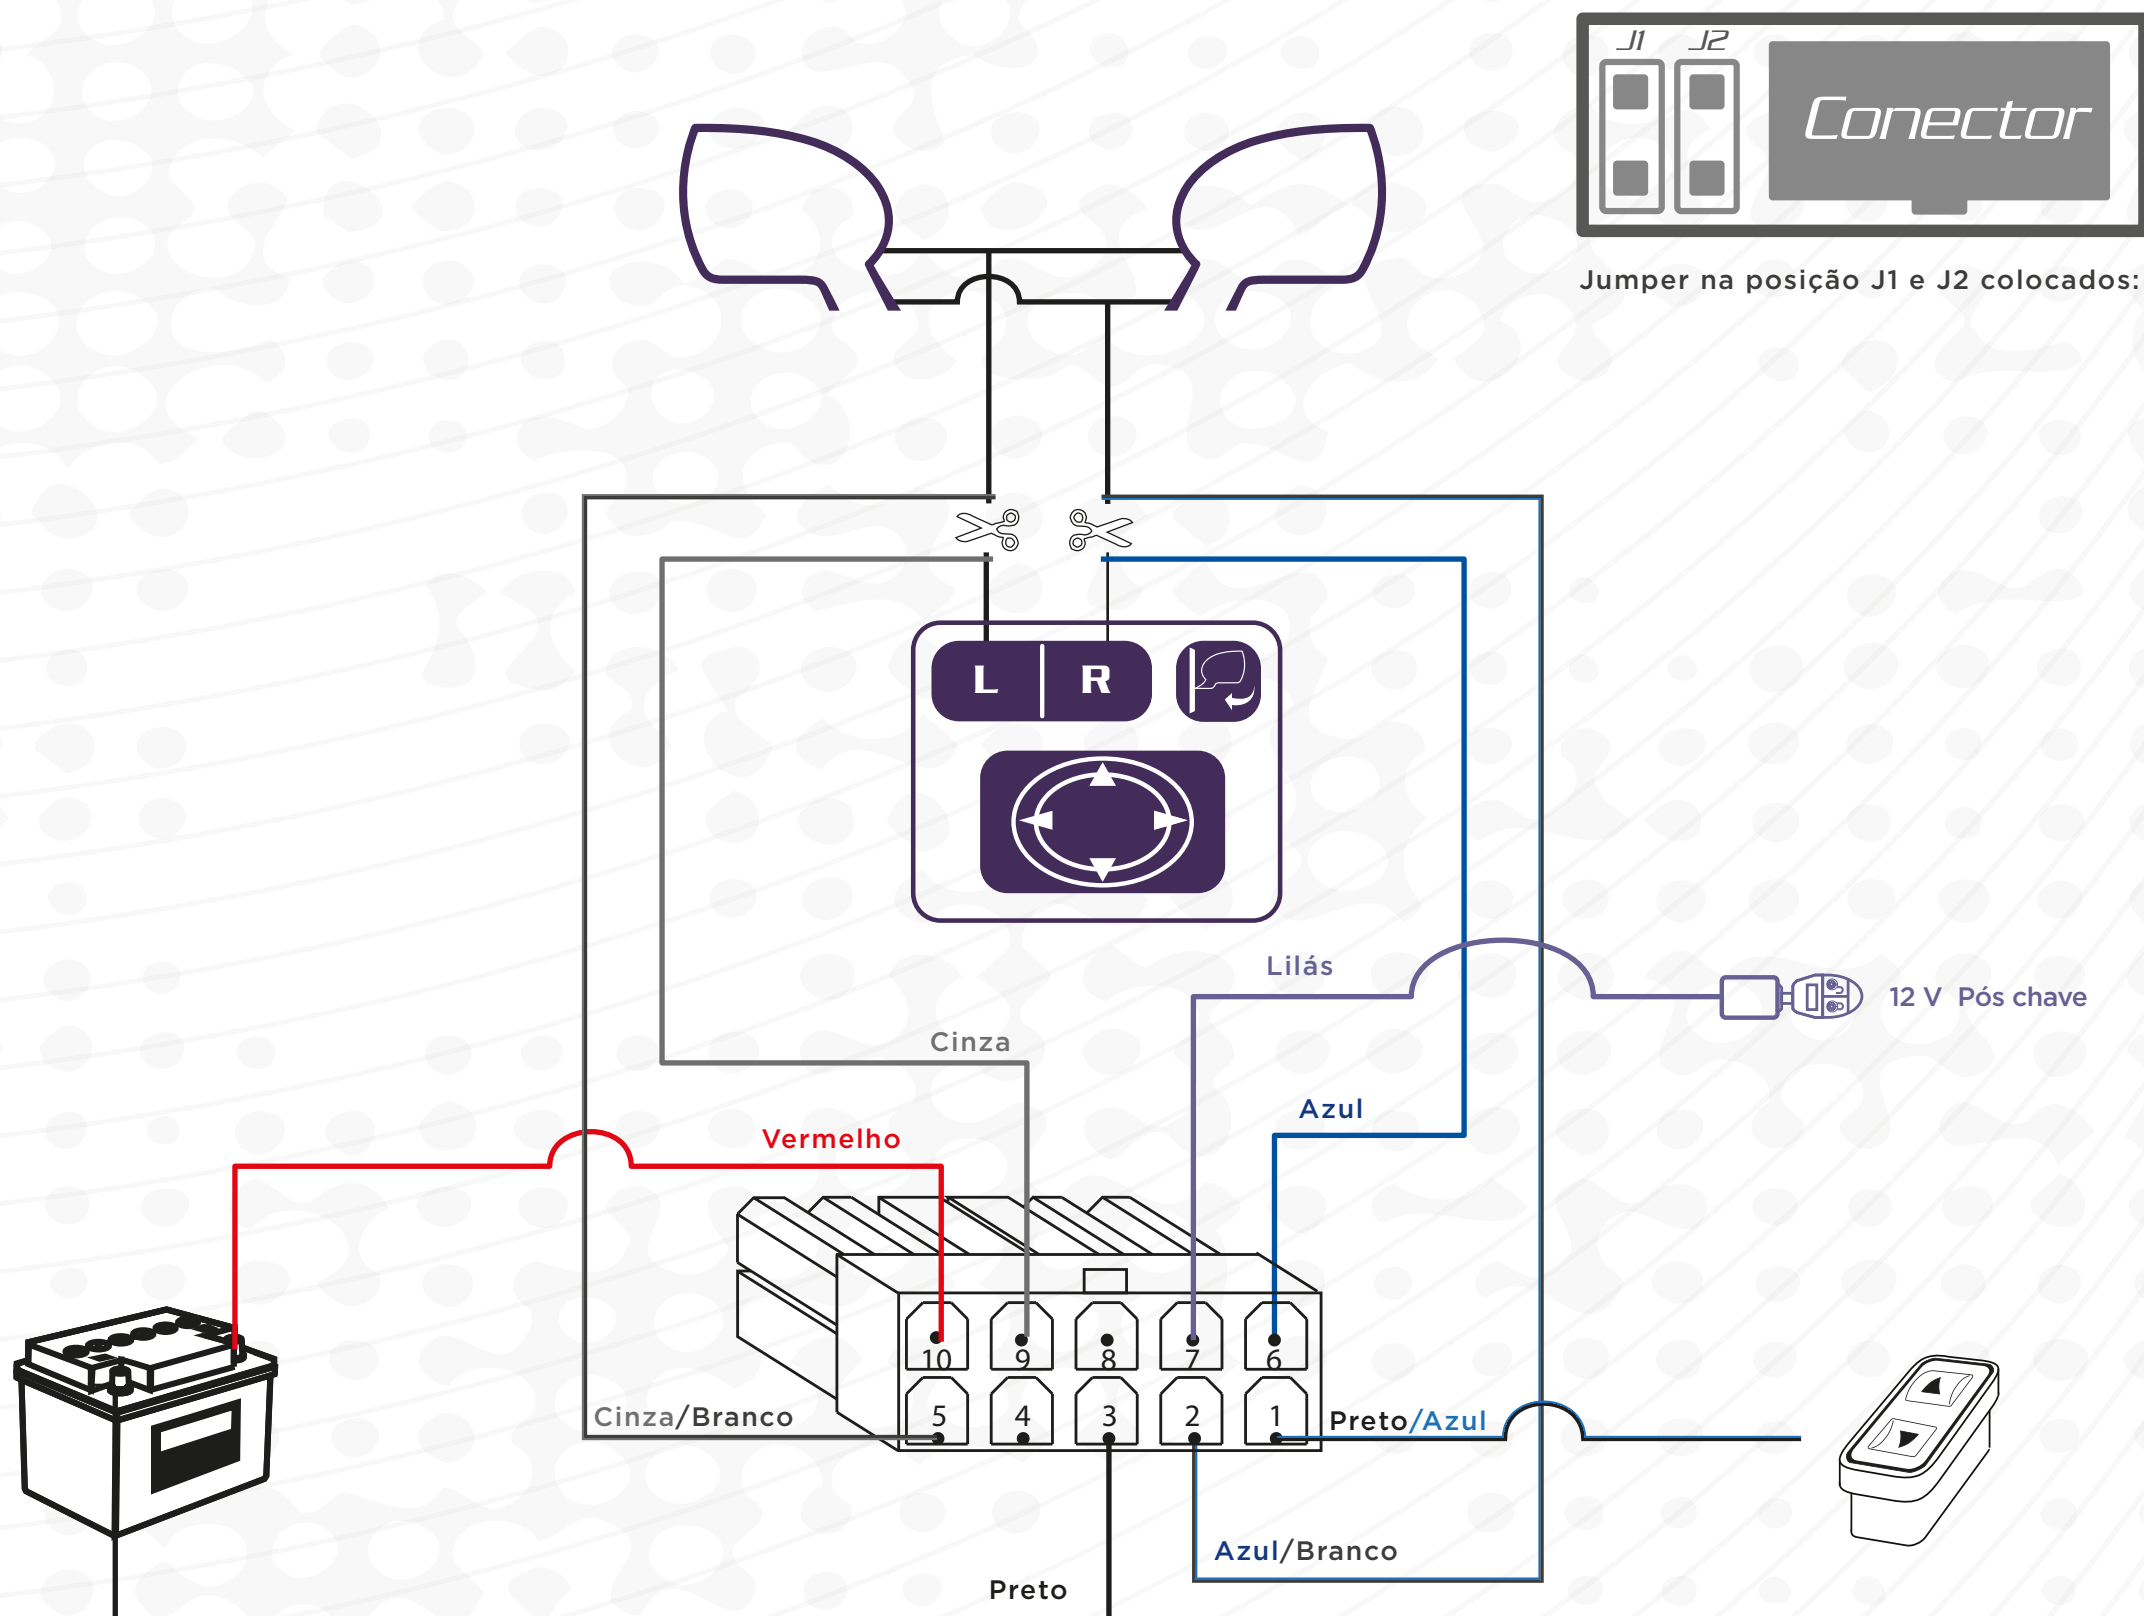 J1 J2
Conector
Jumper na posição J1 e J2 colocados:
L R
Lilás
12 V Pós chave
Cinza
Azul
Vermelho
10 9 8 7 6
5 4 3 2 1
Cinza/Branco
Preto/Azul
Azul/Branco
Preto